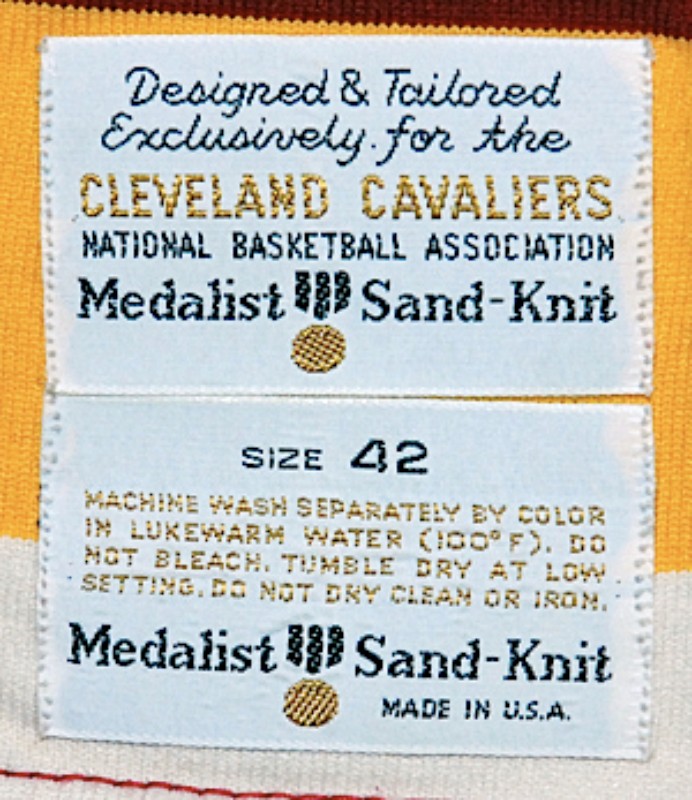 Designed & Tailored
Exclusively for the
CLEVELAND CAVALIERS
NATIONAL BASKETBALL ASSOCIATION
Medalist Sand-Knit
SIZE 42
MACHINE WASH SEPARATELY BY COLOR
IN LUKEWARM WATER (100°F). DO
NOT BLEACH. TUMBLE DRY AT LOW
SETTING. DO NOT DRY CLEAN OR IRON.
Medalist Sand-Knit
MADE IN U.S.A.